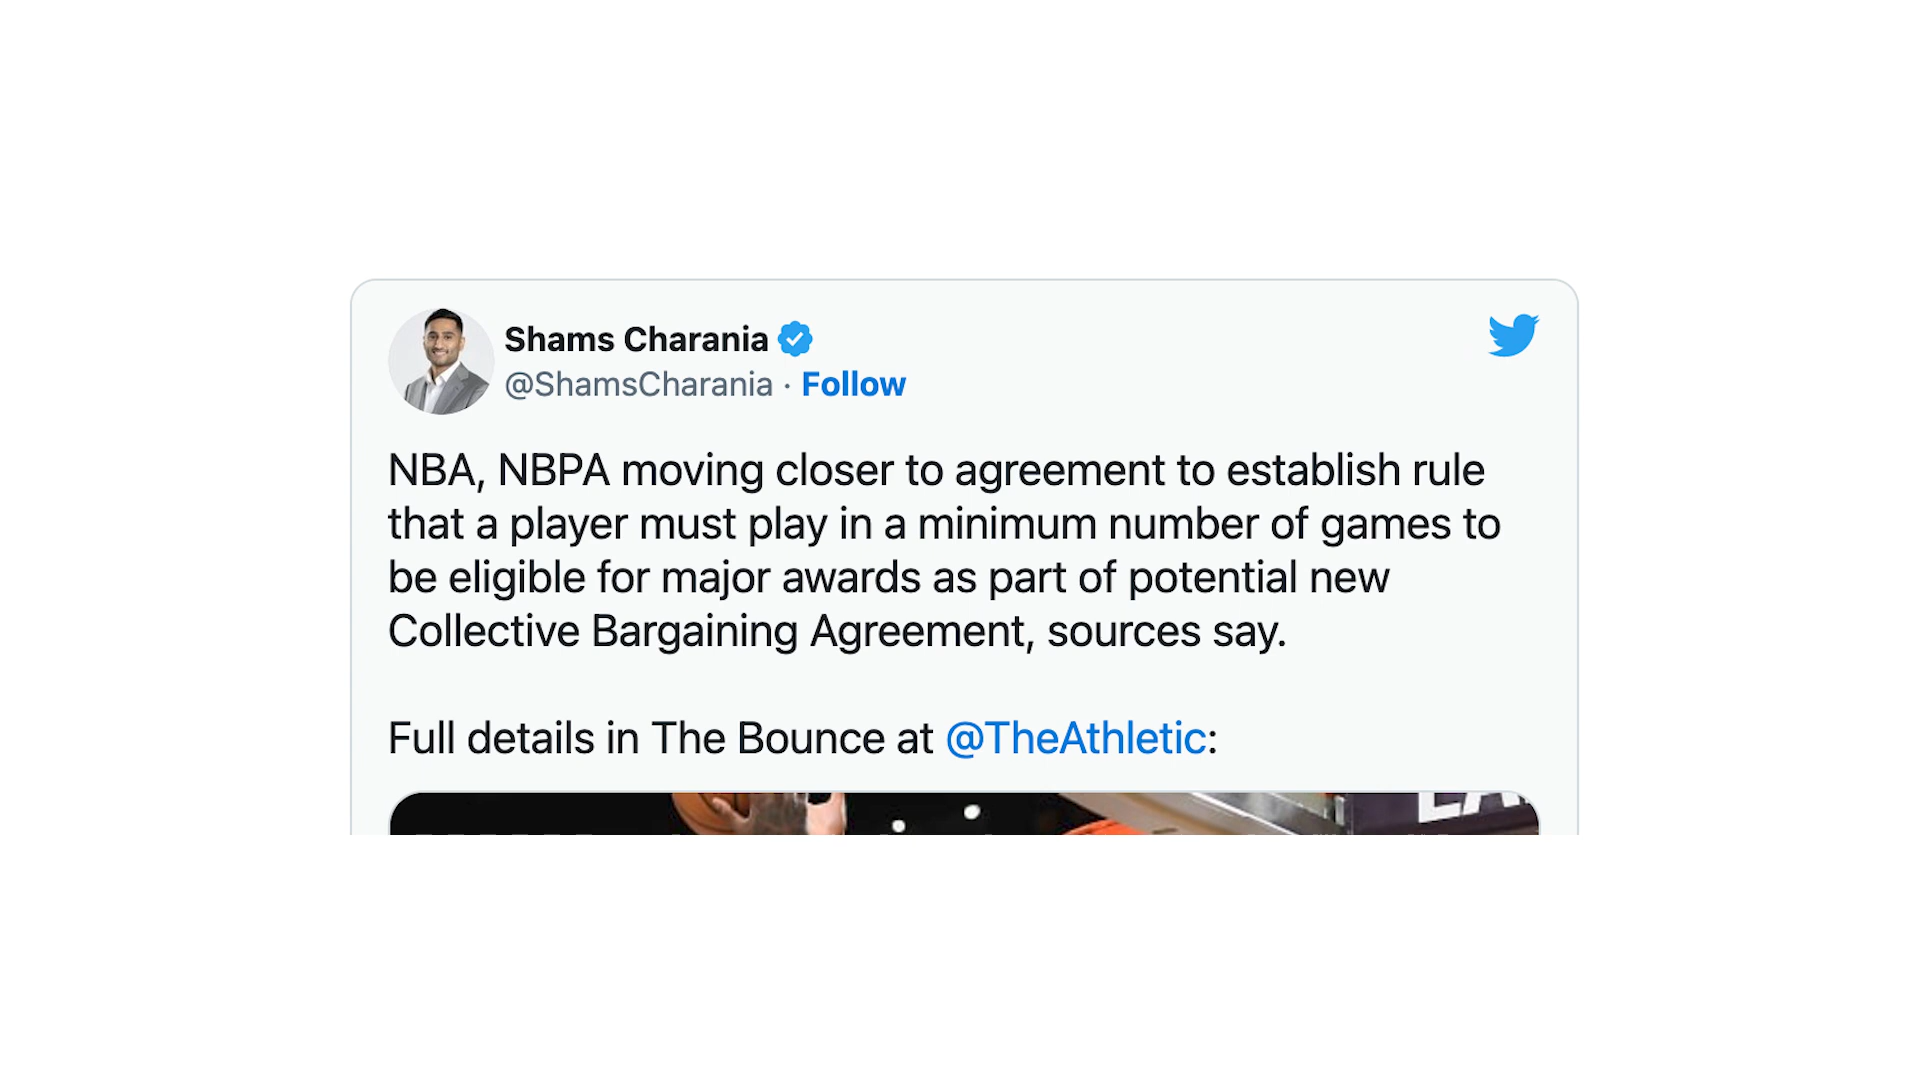 Shams Charania
@ShamsCharania · Follow
NBA, NBPA moving closer to agreement to establish rule
that a player must play in a minimum number of games to
be eligible for major awards as part of potential new
Collective Bargaining Agreement, sources say.
Full details in The Bounce at @TheAthletic: